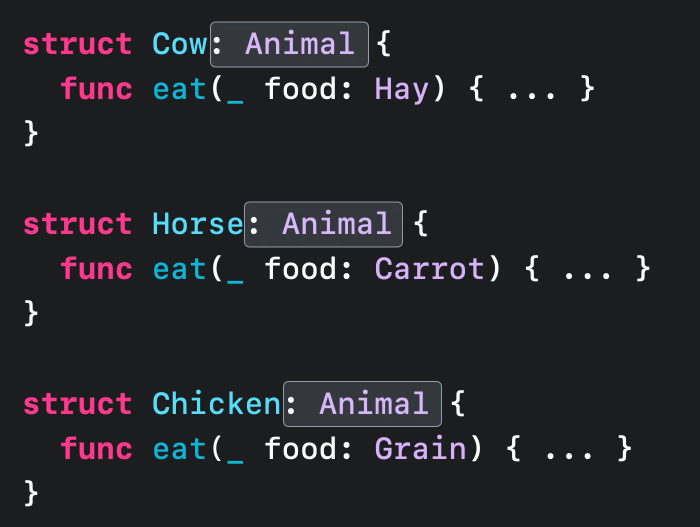 struct Cow: Animal {
  func eat(_ food: Hay) { ... }
}

struct Horse: Animal {
  func eat(_ food: Carrot) { ... }
}

struct Chicken: Animal {
  func eat(_ food: Grain) { ... }
}